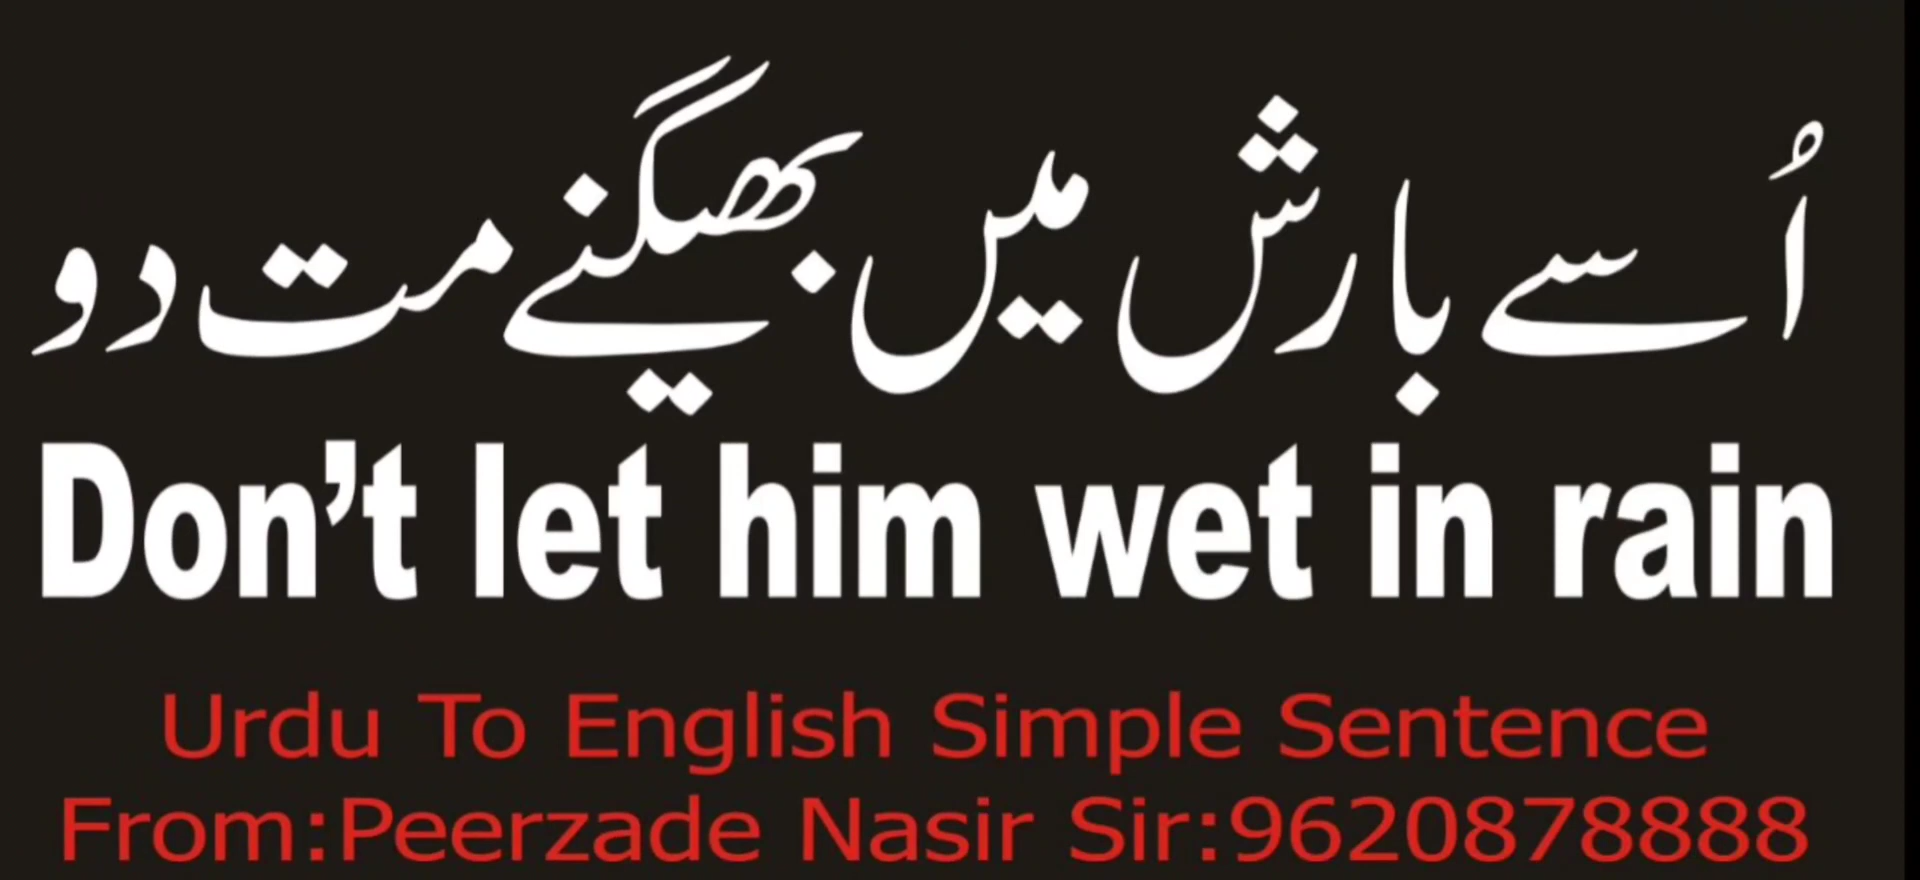 اُسے بارش میں بھیگنے مت دو
Don't let him wet in rain
Urdu To English Simple Sentence
From:Peerzade Nasir Sir:9620878888